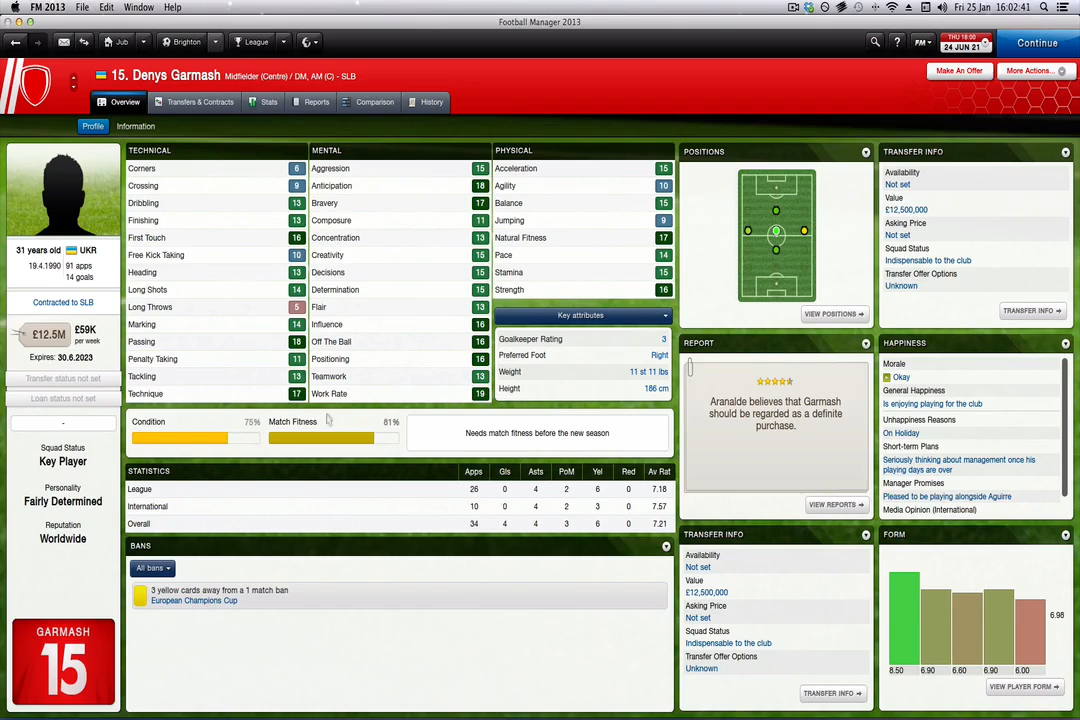 FM 2013 File Edit Window Help Fri 25 Jan 16:02:41
Football Manager 2013
Job Brighton League ? FM THU 18:00 24 JUN 21 Continue
15. Denys Garmash Midfielder (Centre) / DM, AM (C) - SLB Make An Offer More Actions...
Overview Transfers & Contracts Stats Reports Comparison History
Profile Information
31 years old UKR
19.4.1990 91 apps
14 goals
Contracted to SLB
£12.5M £59K
per week
Expires: 30.6.2023
Transfer status not set
Loan status not set
-
Squad Status
Key Player
Personality
Fairly Determined
Reputation
Worldwide
GARMASH
15
TECHNICAL
Corners 6
Crossing 9
Dribbling 13
Finishing 13
First Touch 16
Free Kick Taking 10
Heading 13
Long Shots 14
Long Throws 5
Marking 14
Passing 18
Penalty Taking 11
Tackling 13
Technique 17
MENTAL
Aggression 15
Anticipation 18
Bravery 17
Composure 11
Concentration 13
Creativity 15
Decisions 15
Determination 15
Flair 13
Influence 16
Off The Ball 16
Positioning 16
Teamwork 16
Work Rate 19
PHYSICAL
Acceleration 15
Agility 10
Balance 15
Jumping 9
Natural Fitness 17
Pace 14
Stamina 15
Strength 16
Key attributes
Goalkeeper Rating 3
Preferred Foot Right
Weight 11 st 11 lbs
Height 186 cm
Condition 75% Match Fitness 81%
Needs match fitness before the new season
STATISTICS Apps Gls Asts PoM Yel Red Av Rat
League 26 0 4 2 6 0 7.18
International 10 0 4 2 3 0 7.57
Overall 34 4 4 3 6 0 7.21
BANS
All bans
3 yellow cards away from a 1 match ban
European Champions Cup
POSITIONS
VIEW POSITIONS
REPORT
Aranalde believes that Garmash
should be regarded as a definite
purchase.
VIEW REPORTS
TRANSFER INFO
Availability
Not set
Value
£12,500,000
Asking Price
Not set
Squad Status
Indispensable to the club
Transfer Offer Options
Unknown
TRANSFER INFO
TRANSFER INFO
Availability
Not set
Value
£12,500,000
Asking Price
Not set
Squad Status
Indispensable to the club
Transfer Offer Options
Unknown
TRANSFER INFO
HAPPINESS
Morale
Okay
General Happiness
Is enjoying playing for the club
Unhappiness Reasons
On Holiday
Short-term Plans
Seriously thinking about management once his
playing days are over
Manager Promises
Pleased to be playing alongside Aguirre
Media Opinion (International)
FORM
6.98
8.50 6.90 6.60 6.90 6.00
VIEW PLAYER FORM